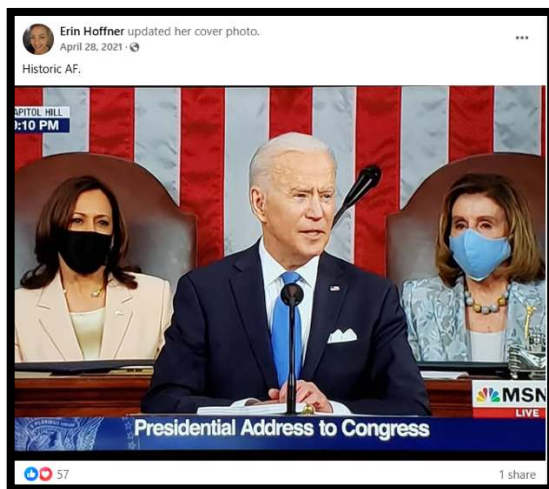 Erin Hoffner updated her cover photo.
April 28, 2021
Historic AF.
APITOL HILL
9:10 PM
MSN
LIVE
Presidential Address to Congress
57
1 share